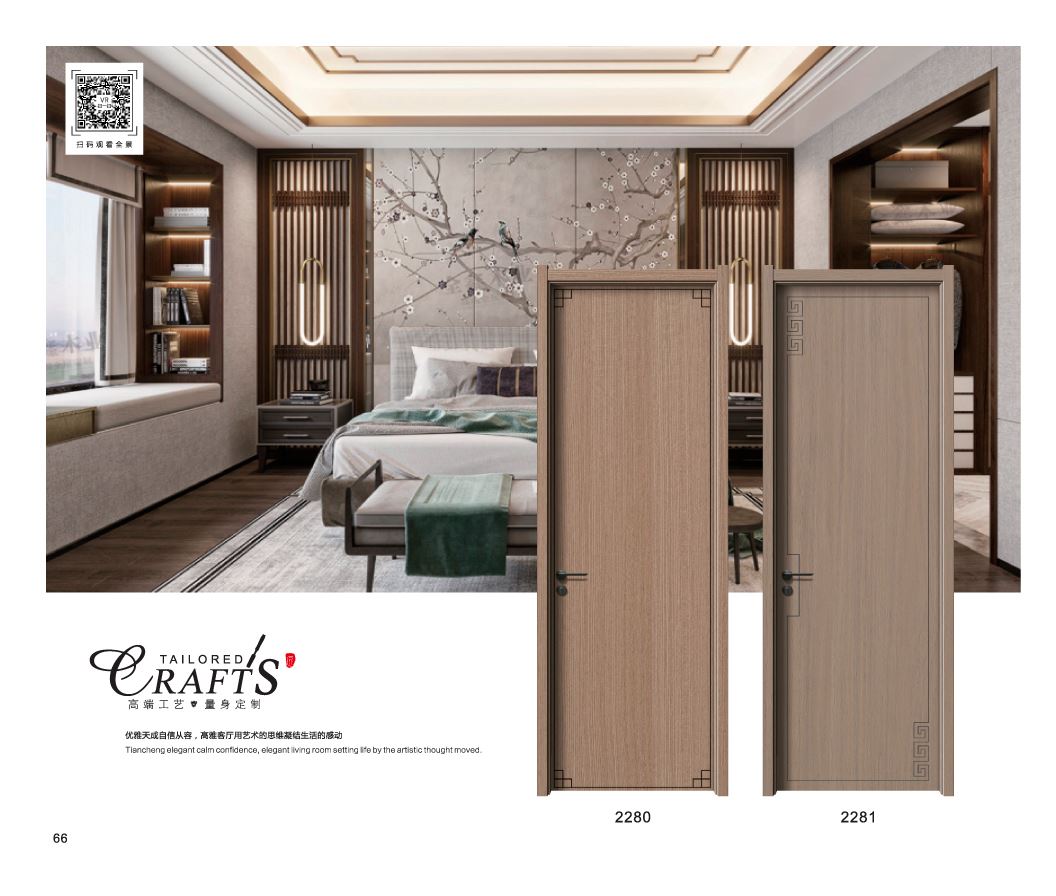 VR
扫码观看全景
TAILORED
CRAFTS
高端工艺 量身定制
优雅天成自信从容，高雅客厅用艺术的思维凝结生活的感动
Tiancheng elegant calm confidence, elegant living room setting life by the artistic thought moved.
2280
2281
66